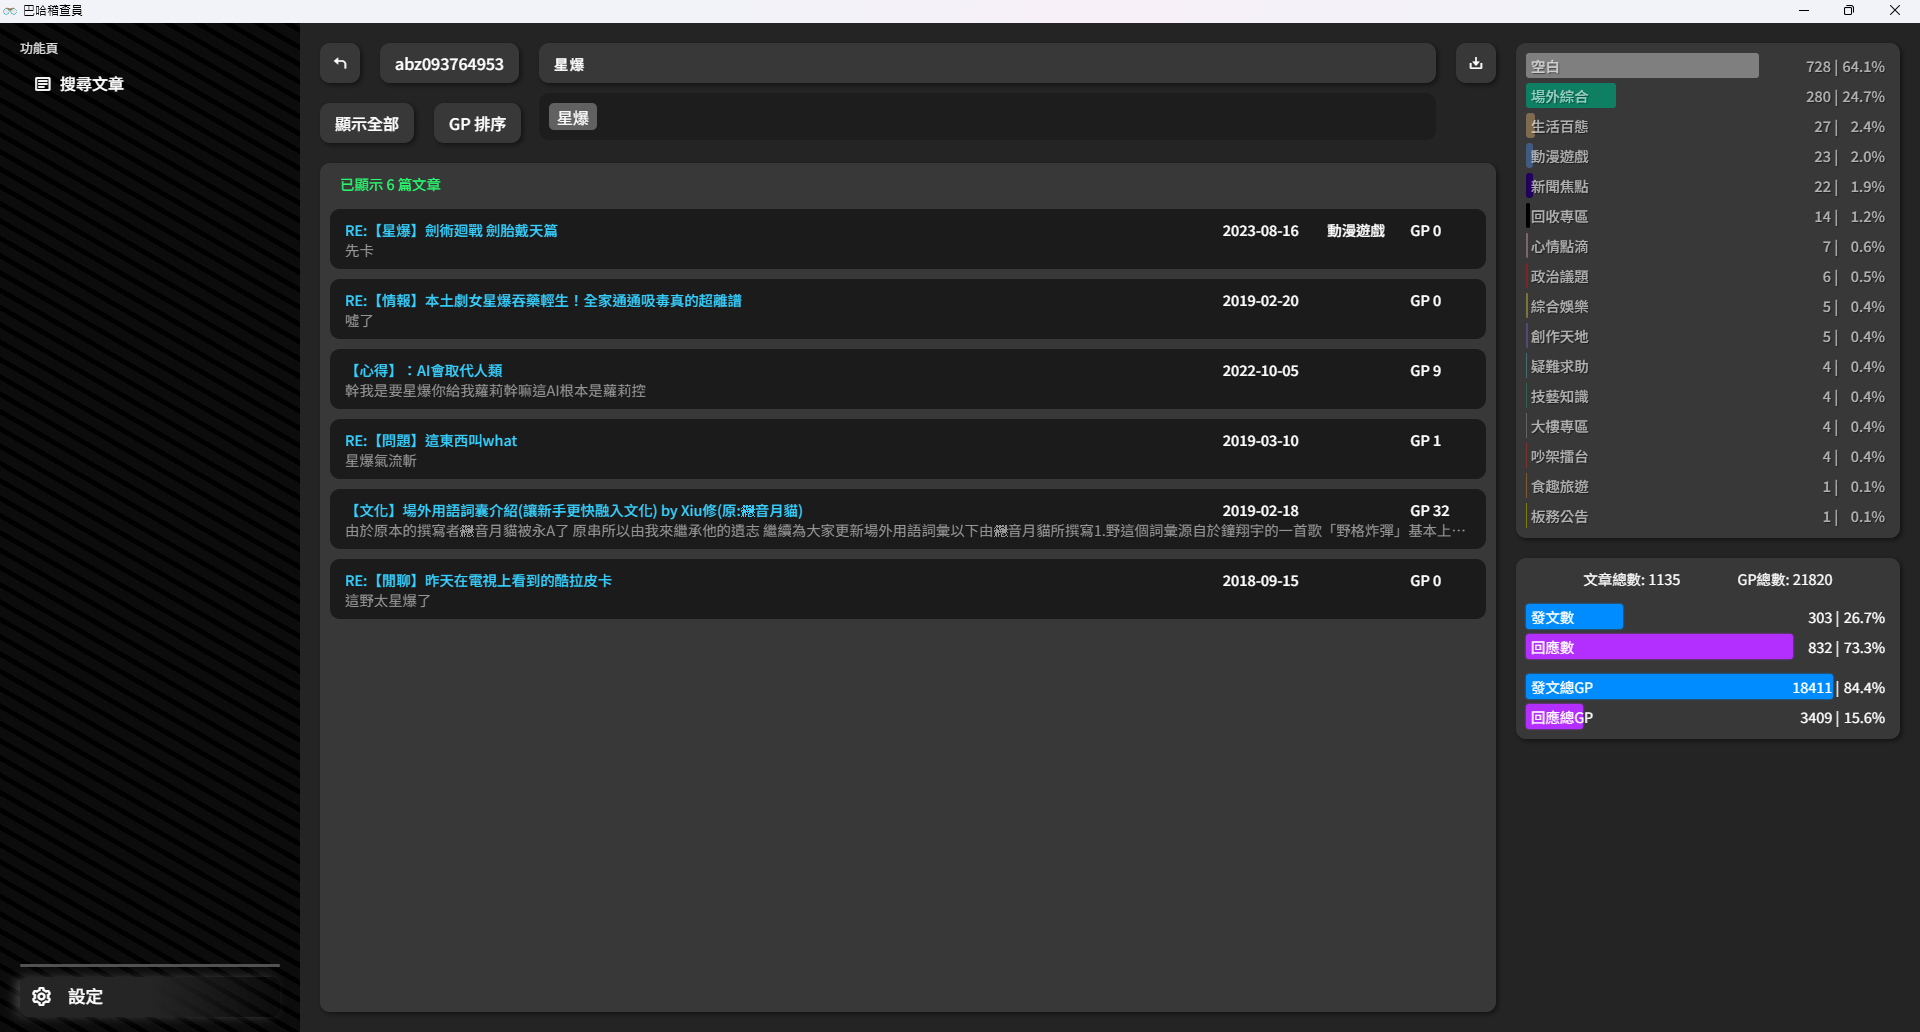 巴哈稽查員
功能頁
搜尋文章
設定
abz093764953
星爆
顯示全部
GP 排序
星爆
已顯示 6 篇文章
RE:【星爆】劍術迴戰 劍胎戴天篇 2023-08-16 動漫遊戲 GP 0
先卡
RE:【情報】本土劇女星爆吞藥輕生！全家通通吸毒真的超離譜 2019-02-20 GP 0
噓了
【心得】：AI會取代人類 2022-10-05 GP 9
幹我是要星爆你給我蘿莉幹嘛這AI根本是蘿莉控
RE:【問題】這東西叫what 2019-03-10 GP 1
星爆氣流斬
【文化】場外用語詞囊介紹(讓新手更快融入文化) by Xiu修(原:音月貓) 2019-02-18 GP 32
由於原本的撰寫者音月貓被永A了 原串所以由我來繼承他的遺志 繼續為大家更新場外用語詞彙以下由音月貓所撰寫1.野這個詞彙源自於鐘翔宇的一首歌「野格炸彈」基本上…
RE:【閒聊】昨天在電視上看到的酷拉皮卡 2018-09-15 GP 0
這野太星爆了
空白 728 | 64.1%
場外綜合 280 | 24.7%
生活百態 27 | 2.4%
動漫遊戲 23 | 2.0%
新聞焦點 22 | 1.9%
回收專區 14 | 1.2%
心情點滴 7 | 0.6%
政治議題 6 | 0.5%
綜合娛樂 5 | 0.4%
創作天地 5 | 0.4%
疑難求助 4 | 0.4%
技藝知識 4 | 0.4%
大樓專區 4 | 0.4%
吵架擂台 4 | 0.4%
食趣旅遊 1 | 0.1%
板務公告 1 | 0.1%
文章總數: 1135 GP總數: 21820
發文數 303 | 26.7%
回應數 832 | 73.3%
發文總GP 18411 | 84.4%
回應總GP 3409 | 15.6%